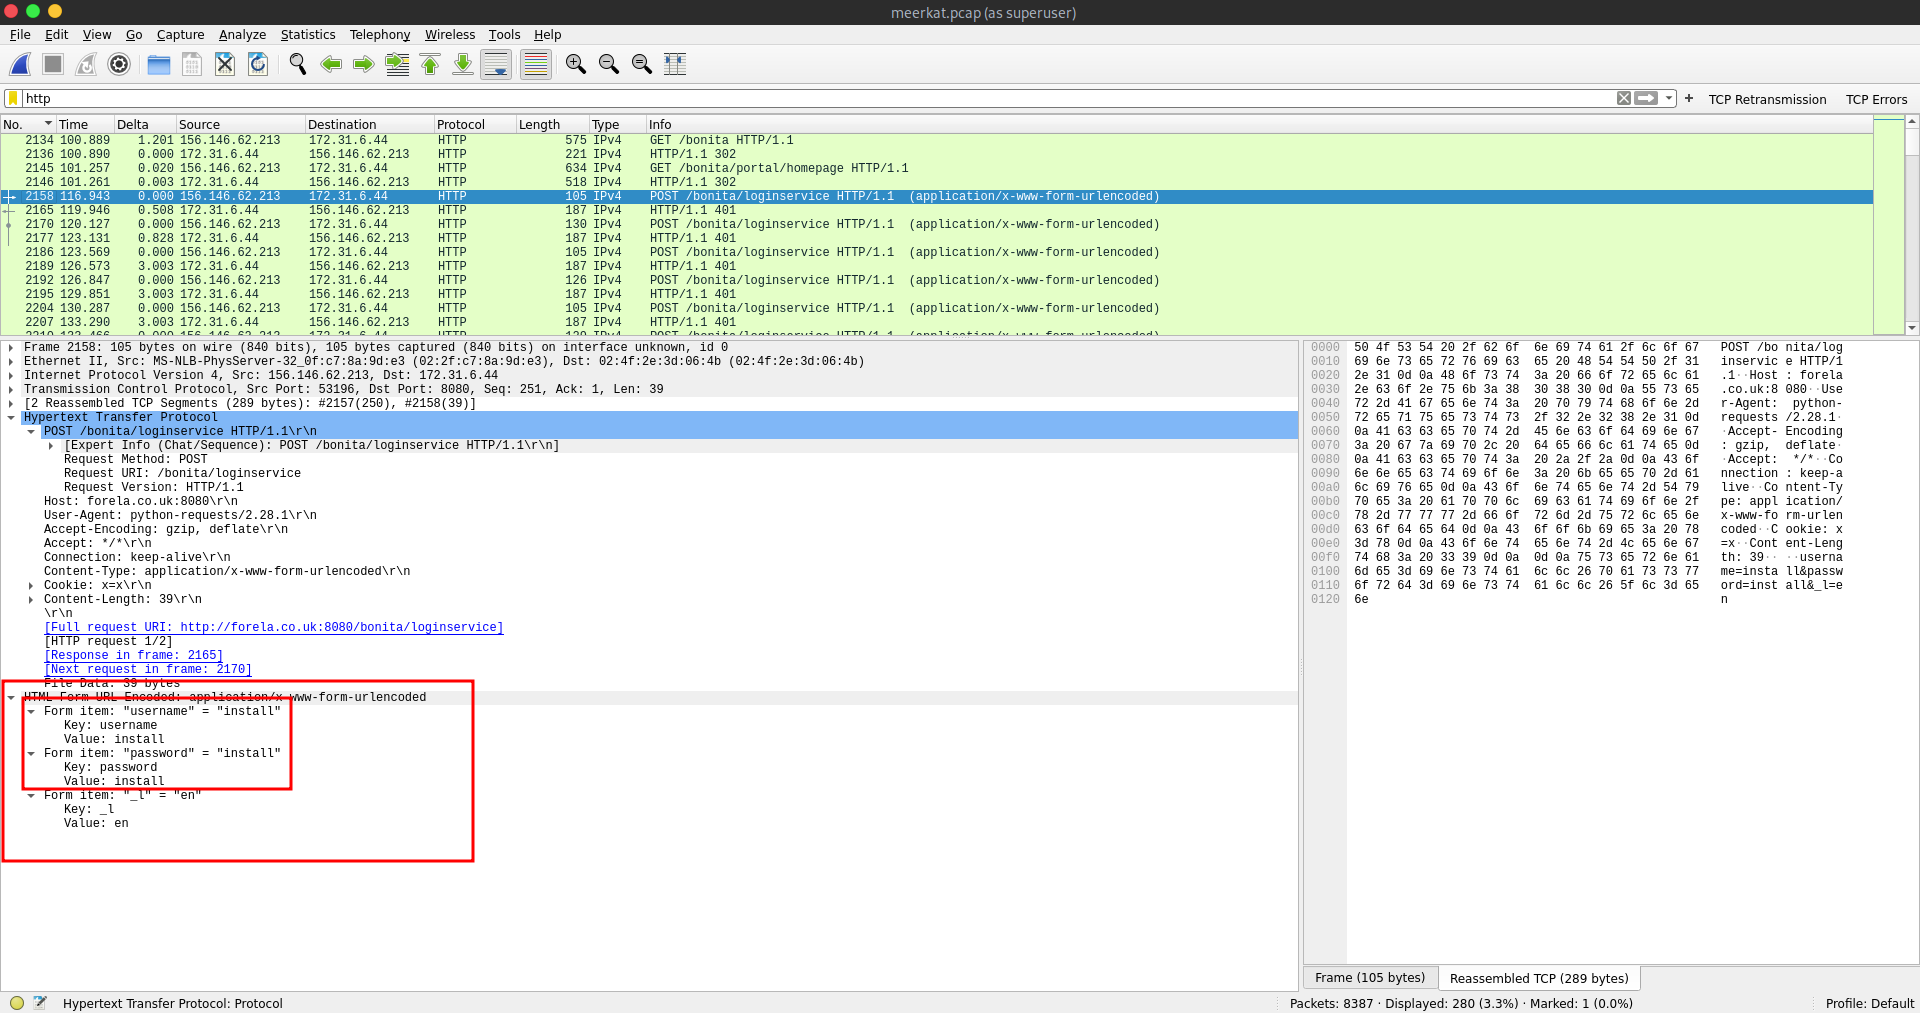 meerkat.pcap (as superuser)
File Edit View Go Capture Analyze Statistics Telephony Wireless Tools Help
http
+ TCP Retransmission TCP Errors
No. Time Delta Source Destination Protocol Length Type Info
2134 100.889 1.201 156.146.62.213 172.31.6.44 HTTP 575 IPv4 GET /bonita HTTP/1.1
2136 100.890 0.000 172.31.6.44 156.146.62.213 HTTP 221 IPv4 HTTP/1.1 302
2145 101.257 0.020 156.146.62.213 172.31.6.44 HTTP 634 IPv4 GET /bonita/portal/homepage HTTP/1.1
2146 101.261 0.003 172.31.6.44 156.146.62.213 HTTP 518 IPv4 HTTP/1.1 302
2158 116.943 0.000 156.146.62.213 172.31.6.44 HTTP 105 IPv4 POST /bonita/loginservice HTTP/1.1 (application/x-www-form-urlencoded)
2165 119.946 0.508 172.31.6.44 156.146.62.213 HTTP 187 IPv4 HTTP/1.1 401
2170 120.127 0.000 156.146.62.213 172.31.6.44 HTTP 130 IPv4 POST /bonita/loginservice HTTP/1.1 (application/x-www-form-urlencoded)
2177 123.131 0.828 172.31.6.44 156.146.62.213 HTTP 187 IPv4 HTTP/1.1 401
2186 123.569 0.000 156.146.62.213 172.31.6.44 HTTP 105 IPv4 POST /bonita/loginservice HTTP/1.1 (application/x-www-form-urlencoded)
2189 126.573 3.003 172.31.6.44 156.146.62.213 HTTP 187 IPv4 HTTP/1.1 401
2192 126.847 0.000 156.146.62.213 172.31.6.44 HTTP 126 IPv4 POST /bonita/loginservice HTTP/1.1 (application/x-www-form-urlencoded)
2195 129.851 3.003 172.31.6.44 156.146.62.213 HTTP 187 IPv4 HTTP/1.1 401
2204 130.287 0.000 156.146.62.213 172.31.6.44 HTTP 105 IPv4 POST /bonita/loginservice HTTP/1.1 (application/x-www-form-urlencoded)
2207 133.290 3.003 172.31.6.44 156.146.62.213 HTTP 187 IPv4 HTTP/1.1 401
Frame 2158: 105 bytes on wire (840 bits), 105 bytes captured (840 bits) on interface unknown, id 0
Ethernet II, Src: MS-NLB-PhysServer-32_0f:c7:8a:9d:e3 (02:2f:c7:8a:9d:e3), Dst: 02:4f:2e:3d:06:4b (02:4f:2e:3d:06:4b)
Internet Protocol Version 4, Src: 156.146.62.213, Dst: 172.31.6.44
Transmission Control Protocol, Src Port: 53196, Dst Port: 8080, Seq: 251, Ack: 1, Len: 39
[2 Reassembled TCP Segments (289 bytes): #2157(250), #2158(39)]
Hypertext Transfer Protocol
POST /bonita/loginservice HTTP/1.1\r\n
[Expert Info (Chat/Sequence): POST /bonita/loginservice HTTP/1.1\r\n]
Request Method: POST
Request URI: /bonita/loginservice
Request Version: HTTP/1.1
Host: forela.co.uk:8080\r\n
User-Agent: python-requests/2.28.1\r\n
Accept-Encoding: gzip, deflate\r\n
Accept: */*\r\n
Connection: keep-alive\r\n
Content-Type: application/x-www-form-urlencoded\r\n
Cookie: x=x\r\n
Content-Length: 39\r\n
\r\n
[Full request URI: http://forela.co.uk:8080/bonita/loginservice]
[HTTP request 1/2]
[Response in frame: 2165]
[Next request in frame: 2170]
File Data: 39 bytes
HTML Form URL Encoded: application/x-www-form-urlencoded
Form item: "username" = "install"
Key: username
Value: install
Form item: "password" = "install"
Key: password
Value: install
Form item: "_l" = "en"
Key: _l
Value: en
0000 50 4f 53 54 20 2f 62 6f 6e 69 74 61 2f 6c 6f 67 POST /bo nita/log
0010 69 6e 73 65 72 76 69 63 65 20 48 54 54 50 2f 31 inservic e HTTP/1
0020 2e 31 0d 0a 48 6f 73 74 3a 20 66 6f 72 65 6c 61 .1··Host : forela
0030 2e 63 6f 2e 75 6b 3a 38 30 38 30 0d 0a 55 73 65 .co.uk:8 080··Use
0040 72 2d 41 67 65 6e 74 3a 20 70 79 74 68 6f 6e 2d r-Agent: python-
0050 72 65 71 75 65 73 74 73 2f 32 2e 32 38 2e 31 0d requests /2.28.1·
0060 0a 41 63 63 65 70 74 2d 45 6e 63 6f 64 69 6e 67 ·Accept- Encoding
0070 3a 20 67 7a 69 70 2c 20 64 65 66 6c 61 74 65 0d : gzip, deflate·
0080 0a 41 63 63 65 70 74 3a 20 2a 2f 2a 0d 0a 43 6f ·Accept: */*··Co
0090 6e 6e 65 63 74 69 6f 6e 3a 20 6b 65 65 70 2d 61 nnection : keep-a
00a0 6c 69 76 65 0d 0a 43 6f 6e 74 65 6e 74 2d 54 79 live··Co ntent-Ty
00b0 70 65 3a 20 61 70 70 6c 69 63 61 74 69 6f 6e 2f pe: appl ication/
00c0 78 2d 77 77 77 2d 66 6f 72 6d 2d 75 72 6c 65 6e x-www-fo rm-urlen
00d0 63 6f 64 65 64 0d 0a 43 6f 6f 6b 69 65 3a 20 78 coded··C ookie: x
00e0 3d 78 0d 0a 43 6f 6e 74 65 6e 74 2d 4c 65 6e 67 =x··Cont ent-Leng
00f0 74 68 3a 20 33 39 0d 0a 0d 0a 75 73 65 72 6e 61 th: 39·· ··userna
0100 6d 65 3d 69 6e 73 74 61 6c 6c 26 70 61 73 73 77 me=insta ll&passw
0110 6f 72 64 3d 69 6e 73 74 61 6c 6c 26 5f 6c 3d 65 ord=inst all&_l=e
0120 6e n
Frame (105 bytes) Reassembled TCP (289 bytes)
Hypertext Transfer Protocol: Protocol
Packets: 8387 · Displayed: 280 (3.3%) · Marked: 1 (0.0%)
Profile: Default